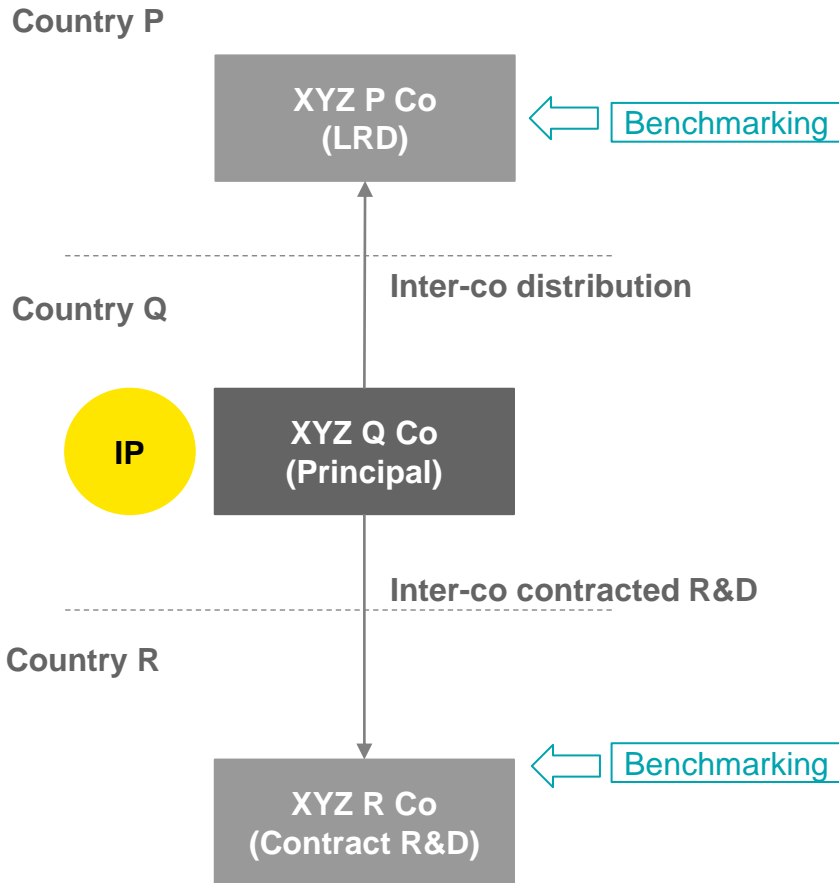 Country P
XYZ P Co
(LRD)
Benchmarking
Inter-co distribution
Country Q
IP
XYZ Q Co
(Principal)
Inter-co contracted R&D
Country R
Benchmarking
XYZ R Co
(Contract R&D)